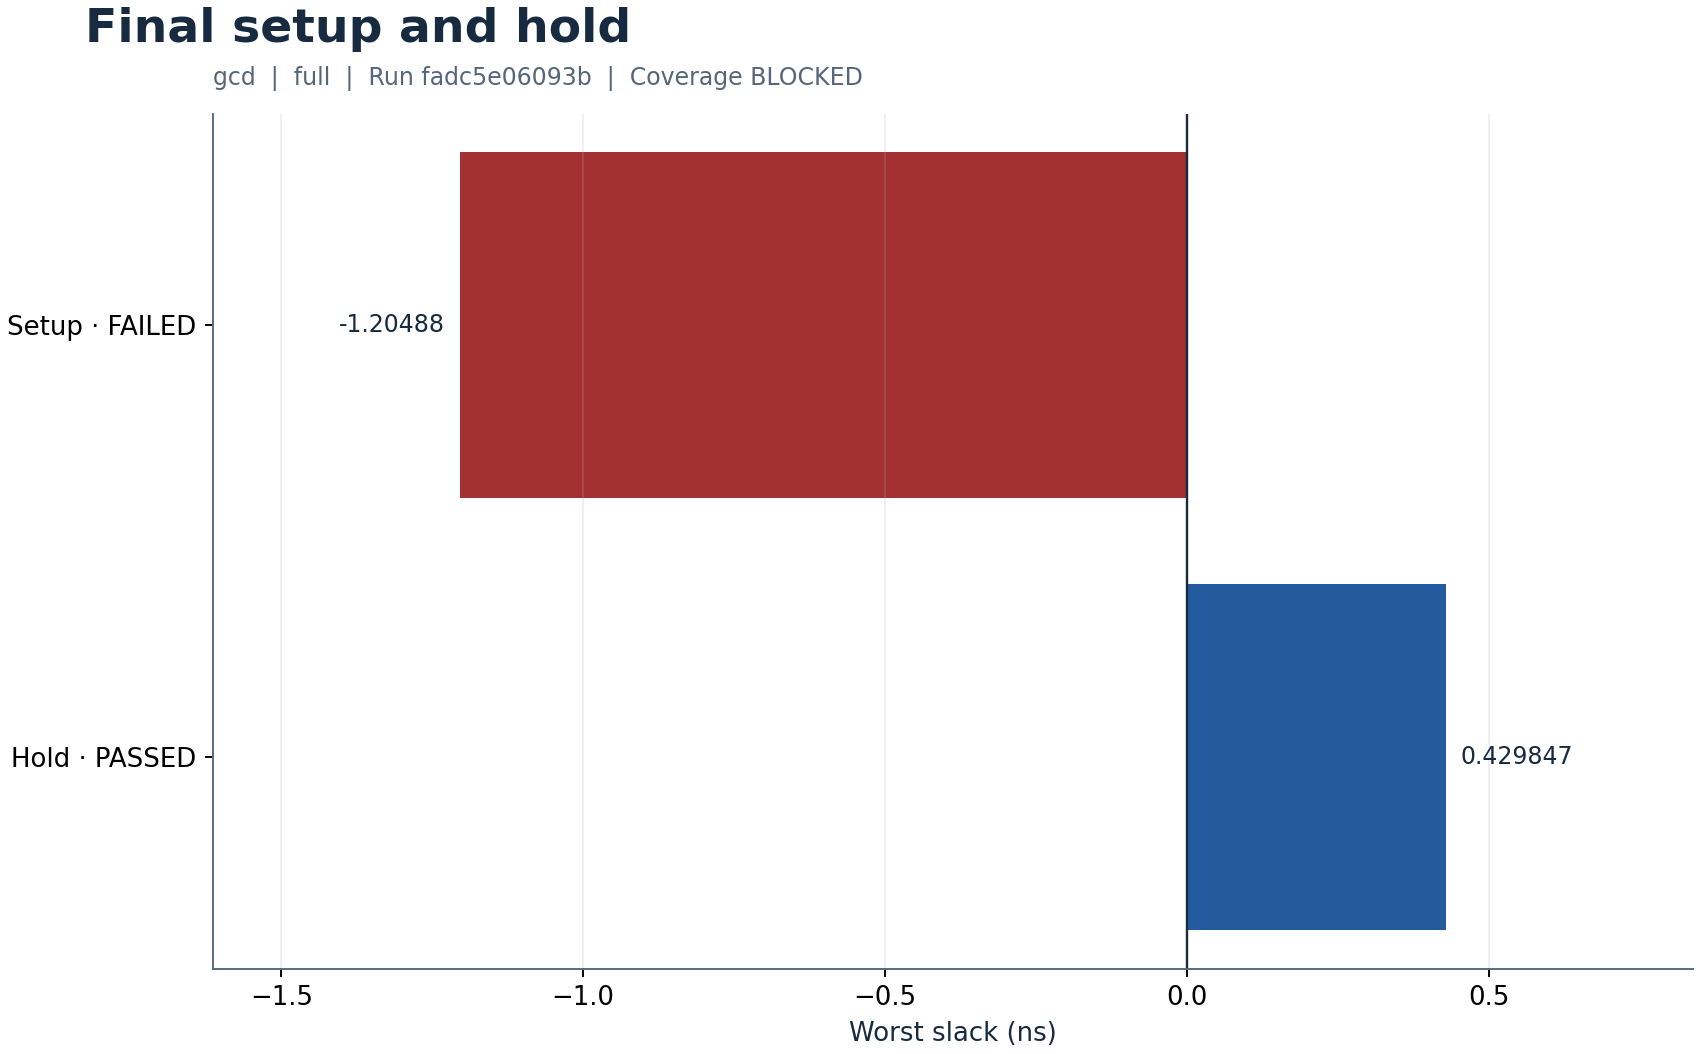 Final setup and hold
gcd | full | Run fadc5e06093b | Coverage BLOCKED
Setup · FAILED
-1.20488
Hold · PASSED
0.429847
−1.5 −1.0 −0.5 0.0 0.5
Worst slack (ns)